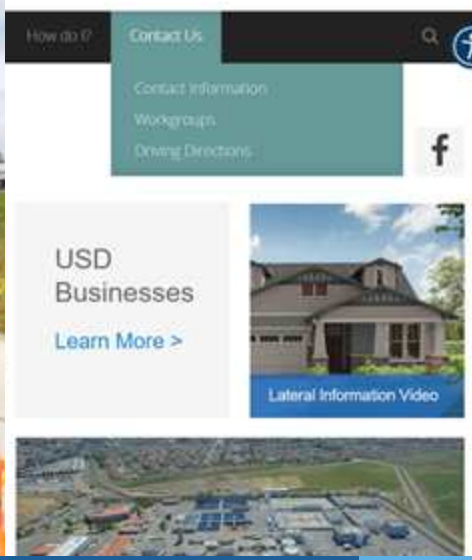 How do I?
Contact Us
Contact Information
Workgroups
Driving Directions
f
USD
Businesses
Learn More >
Lateral Information Video